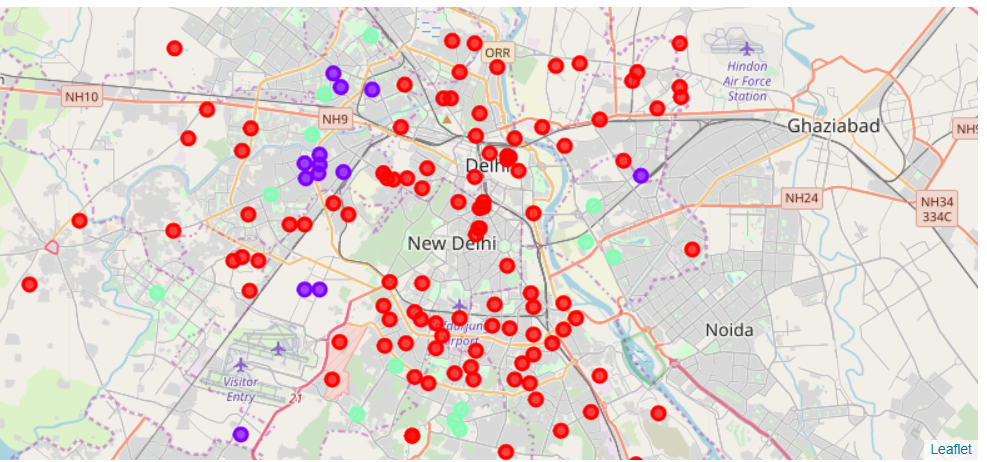 ORR
Hindon
Air Force
Station
NH10
NH9
Ghaziabad
NH9
Delhi
NH24
NH34
334C
New Delhi
Noida
Visitor
Entry
21
Leaflet